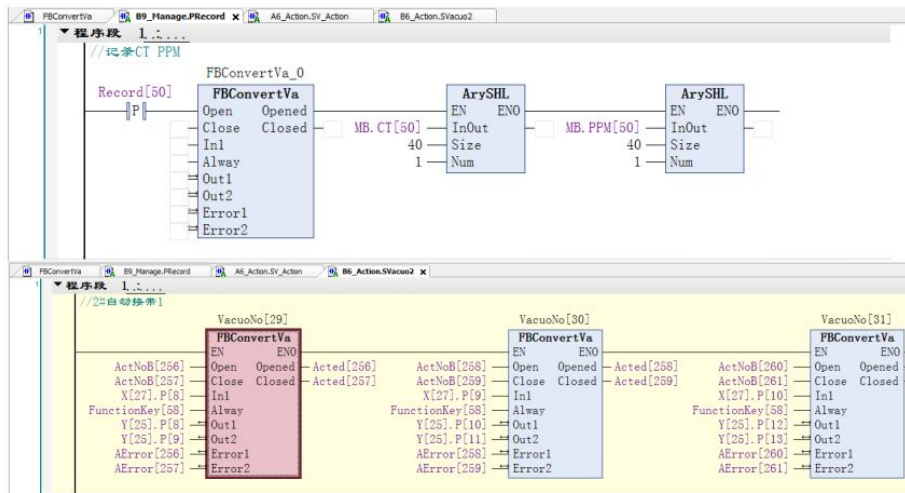 FBConvertVa B9_Manage.PRecord x A6_Action.SV_Action B6_Action.SVacuo2
1 程序段 1.:....
//记录CT PPM
FBConvertVa_0
Record[50] FBConvertVa ArySHL ArySHL
P Open Opened EN ENO EN ENO
Close Closed MB.CT[50] InOut MB.PPM[50] InOut
In1 40 Size 40 Size
Alway 1 Num 1 Num
Out1
Out2
Error1
Error2
FBConvertVa B9_Manage.PRecord A6_Action.SV_Action B6_Action.SVacuo2 x
1 程序段 1.:....
//2#自动接带1
VacuoNo[29] VacuoNo[30] VacuoNo[31]
FBConvertVa FBConvertVa FBConvertVa
EN ENO EN ENO EN ENO
ActNoB[256] Open Opened Acted[256] ActNoB[258] Open Opened Acted[258] ActNoB[260] Open Opened
ActNoB[257] Close Closed Acted[257] ActNoB[259] Close Closed Acted[259] ActNoB[261] Close Closed
X[27].P[8] In1 X[27].P[9] In1 X[27].P[10] In1
FunctionKey[58] Alway FunctionKey[58] Alway FunctionKey[58] Alway
Y[25].P[8] Out1 Y[25].P[10] Out1 Y[25].P[12] Out1
Y[25].P[9] Out2 Y[25].P[11] Out2 Y[25].P[13] Out2
AError[256] Error1 AError[258] Error1 AError[260] Error1
AError[257] Error2 AError[259] Error2 AError[261] Error2